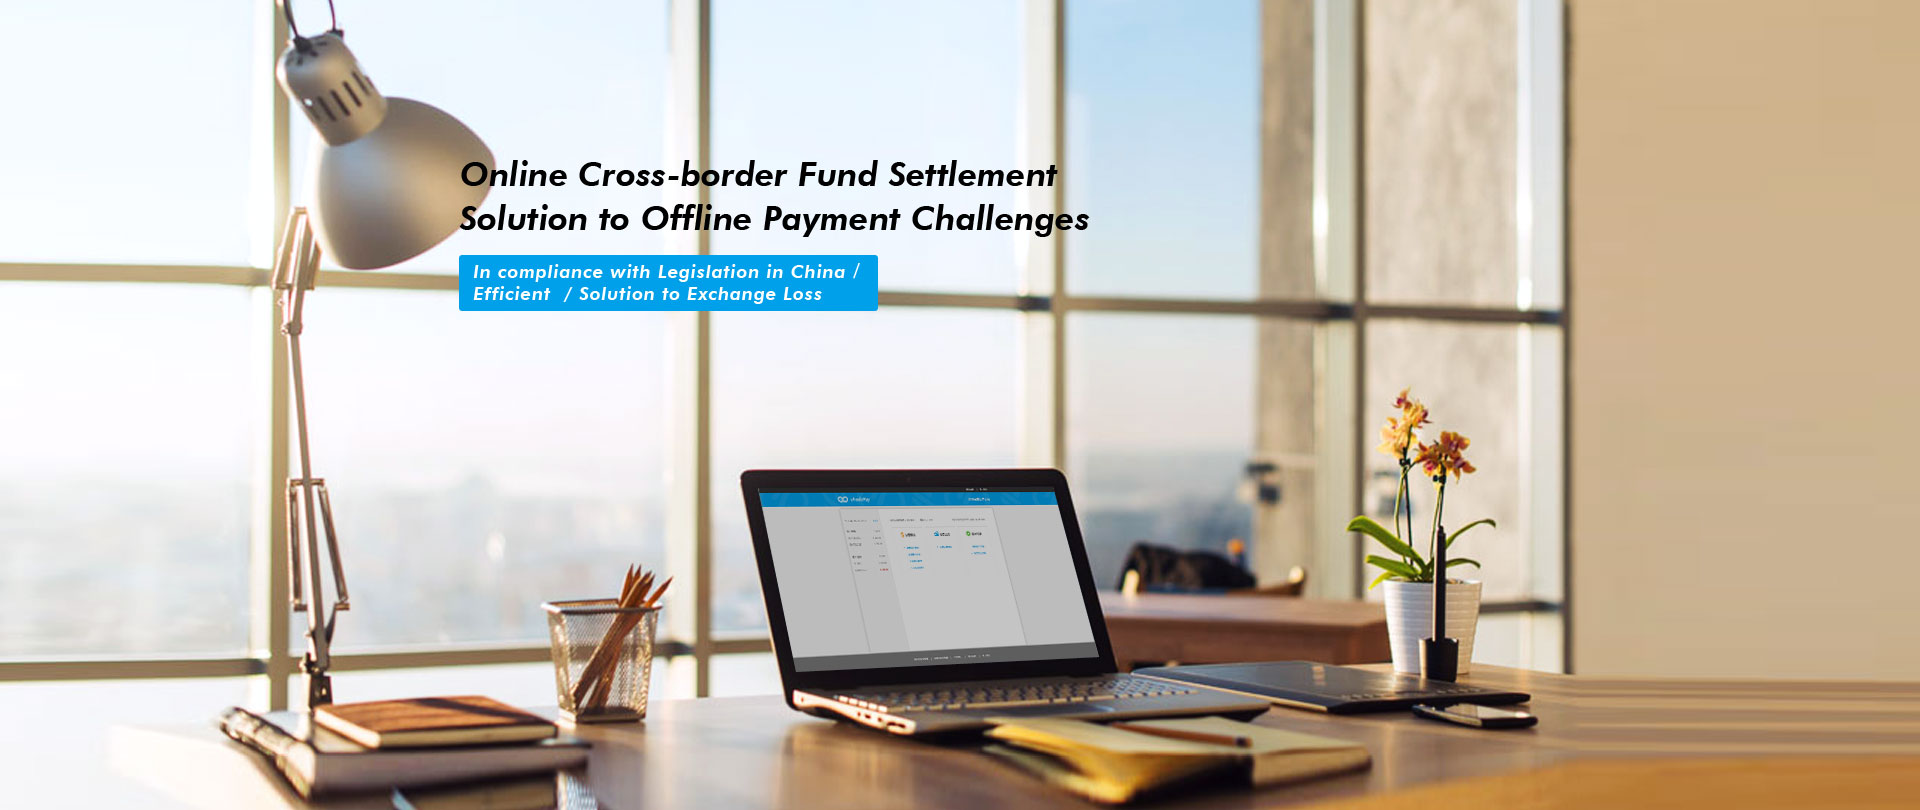 Online Cross-border Fund Settlement
Solution to Offline Payment Challenges
In compliance with Legislation in China /
Efficient / Solution to Exchange Loss